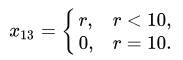 x₁₃ = { r, r < 10,
0, r = 10.